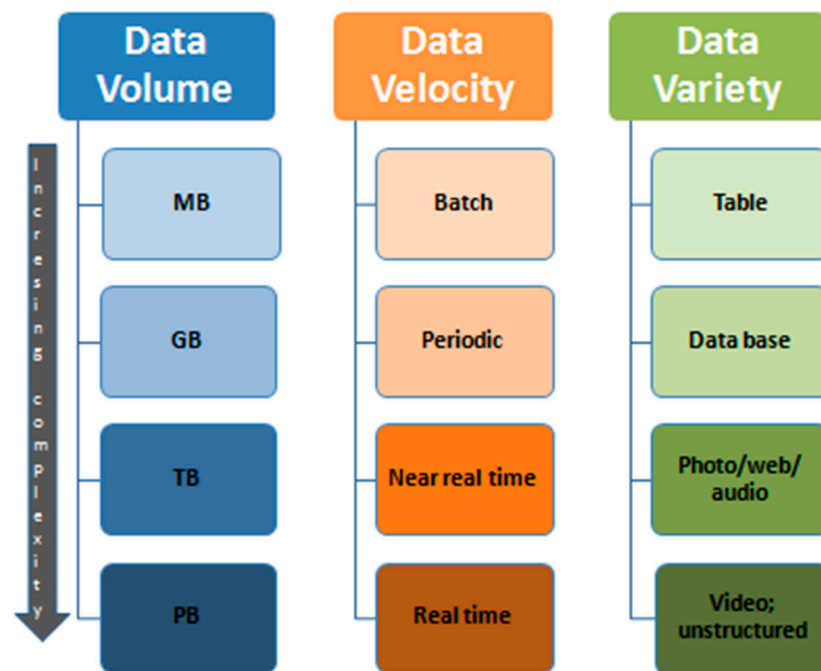 Data
Volume
Data
Velocity
Data
Variety
Incresing complexity
MB
Batch
Table
GB
Periodic
Data base
TB
Near real time
Photo/web/
audio
PB
Real time
Video;
unstructured